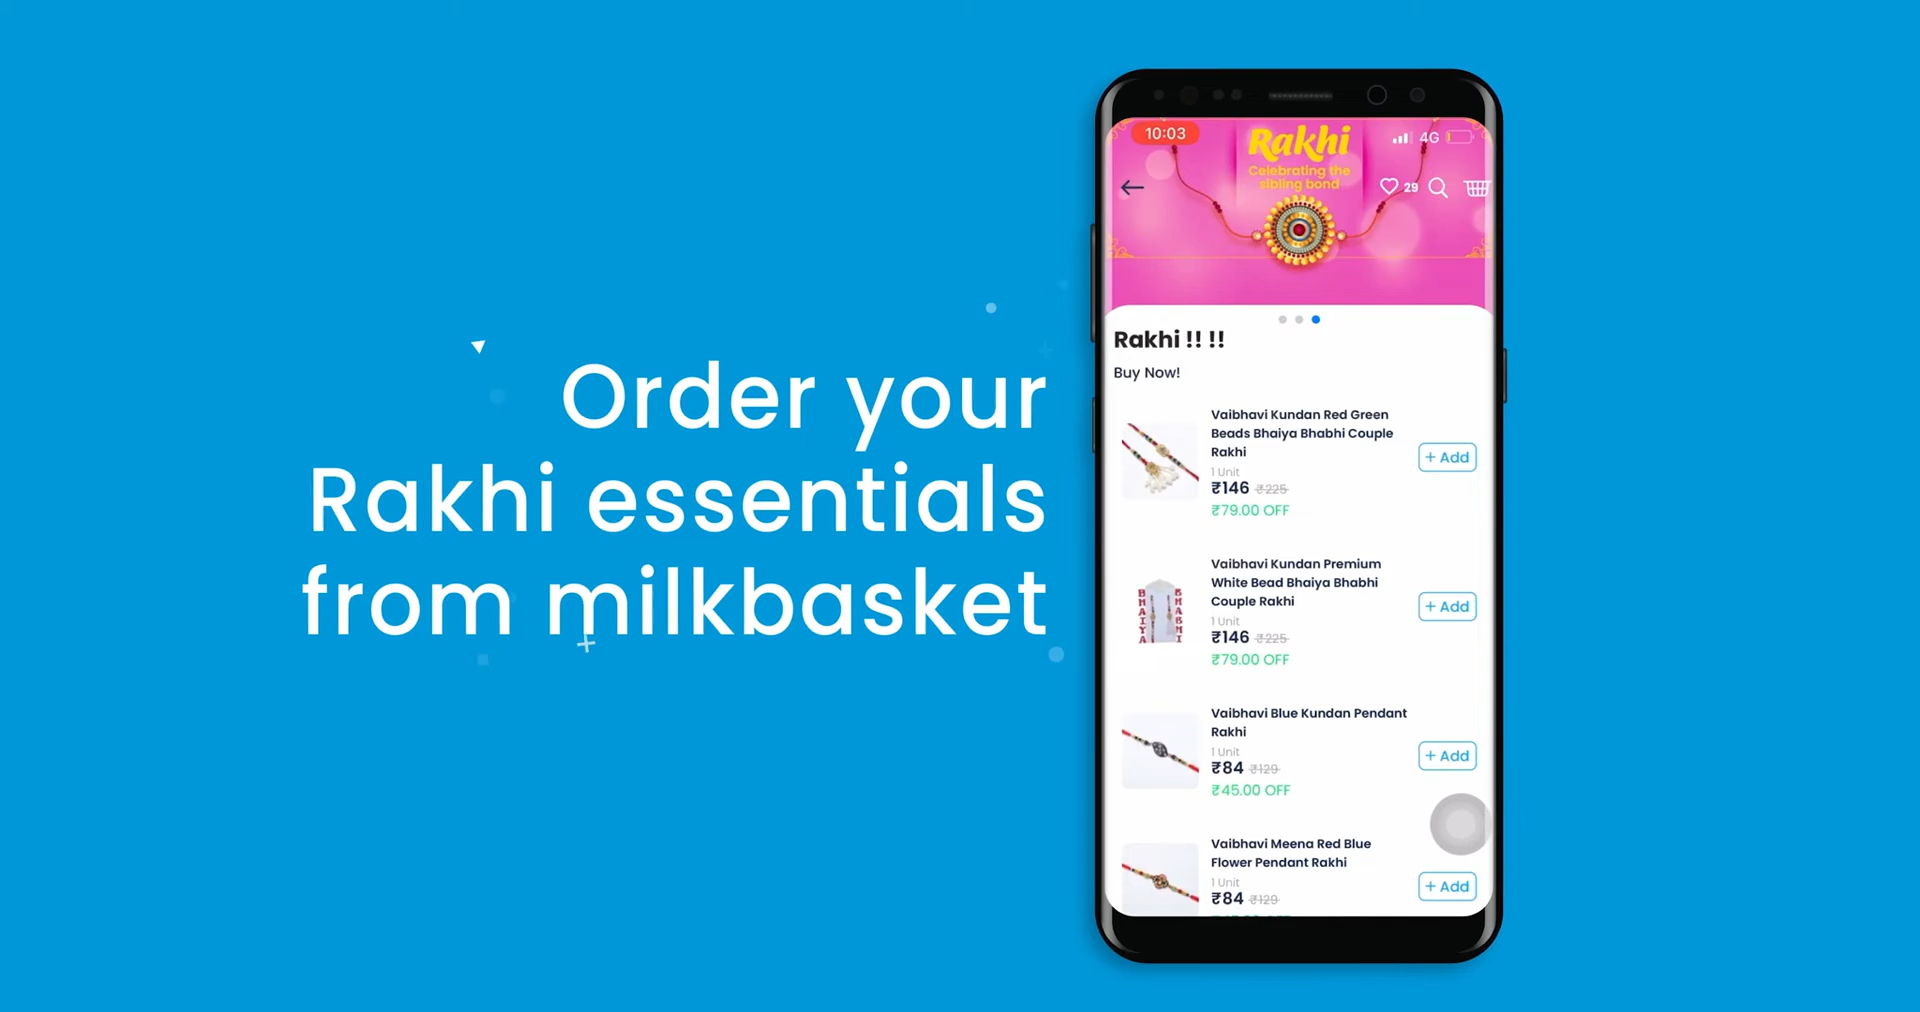 Order your
Rakhi essentials
from milkbasket
10:03
4G
Rakhi
Celebrating the
sibling bond
29
Rakhi !! !!
Buy Now!
Vaibhavi Kundan Red Green
Beads Bhaiya Bhabhi Couple
Rakhi
1 Unit
₹146 ₹225
₹79.00 OFF
+ Add
BHAIYA
BHABHI
Vaibhavi Kundan Premium
White Bead Bhaiya Bhabhi
Couple Rakhi
1 Unit
₹146 ₹225
₹79.00 OFF
+ Add
Vaibhavi Blue Kundan Pendant
Rakhi
1 Unit
₹84 ₹129
₹45.00 OFF
+ Add
Vaibhavi Meena Red Blue
Flower Pendant Rakhi
1 Unit
₹84 ₹129
+ Add